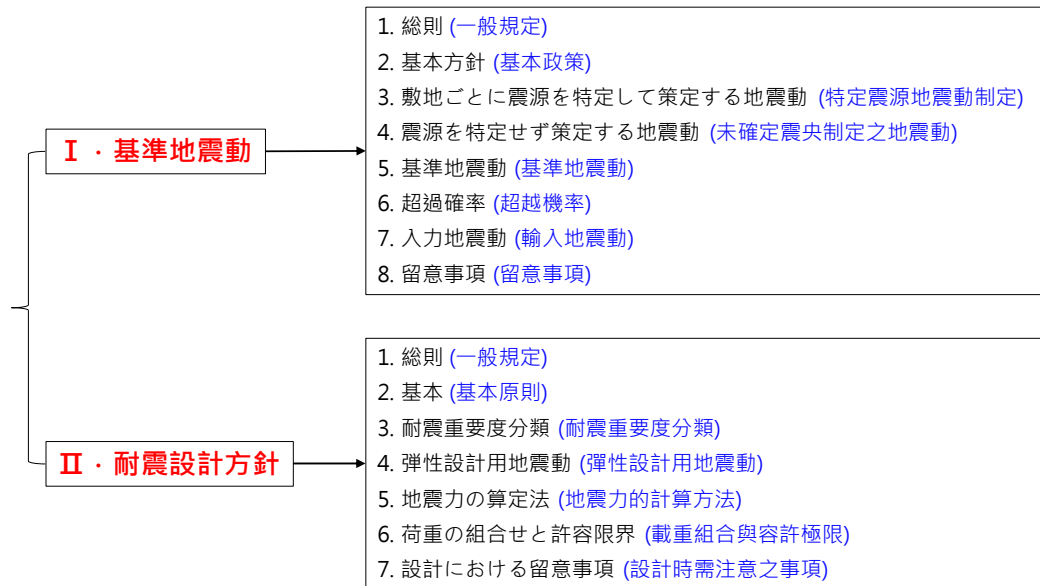 I．基準地震動
1. 総則 (一般規定)
2. 基本方針 (基本政策)
3. 敷地ごとに震源を特定して策定する地震動 (特定震源地震動制定)
4. 震源を特定せず策定する地震動 (未確定震央制定之地震動)
5. 基準地震動 (基準地震動)
6. 超過確率 (超越機率)
7. 入力地震動 (輸入地震動)
8. 留意事項 (留意事項)
II．耐震設計方針
1. 総則 (一般規定)
2. 基本 (基本原則)
3. 耐震重要度分類 (耐震重要度分類)
4. 弾性設計用地震動 (彈性設計用地震動)
5. 地震力の算定法 (地震力的計算方法)
6. 荷重の組合せと許容限界 (載重組合與容許極限)
7. 設計における留意事項 (設計時需注意之事項)